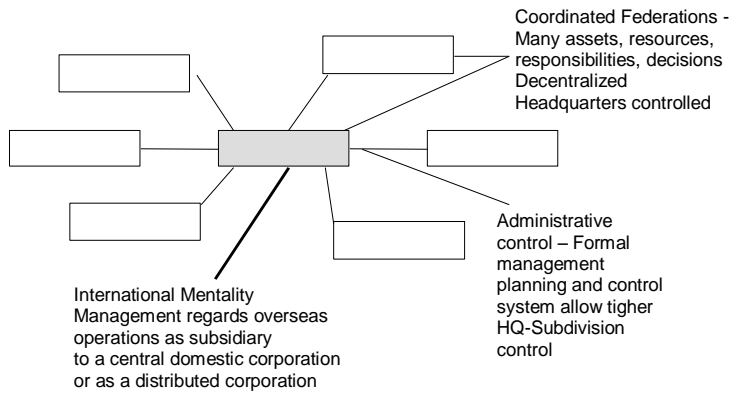 Coordinated Federations -
Many assets, resources,
responsibilities, decisions
Decentralized
Headquarters controlled
Administrative
control – Formal
management
planning and control
system allow tigher
HQ-Subdivision
control
International Mentality
Management regards overseas
operations as subsidiary
to a central domestic corporation
or as a distributed corporation